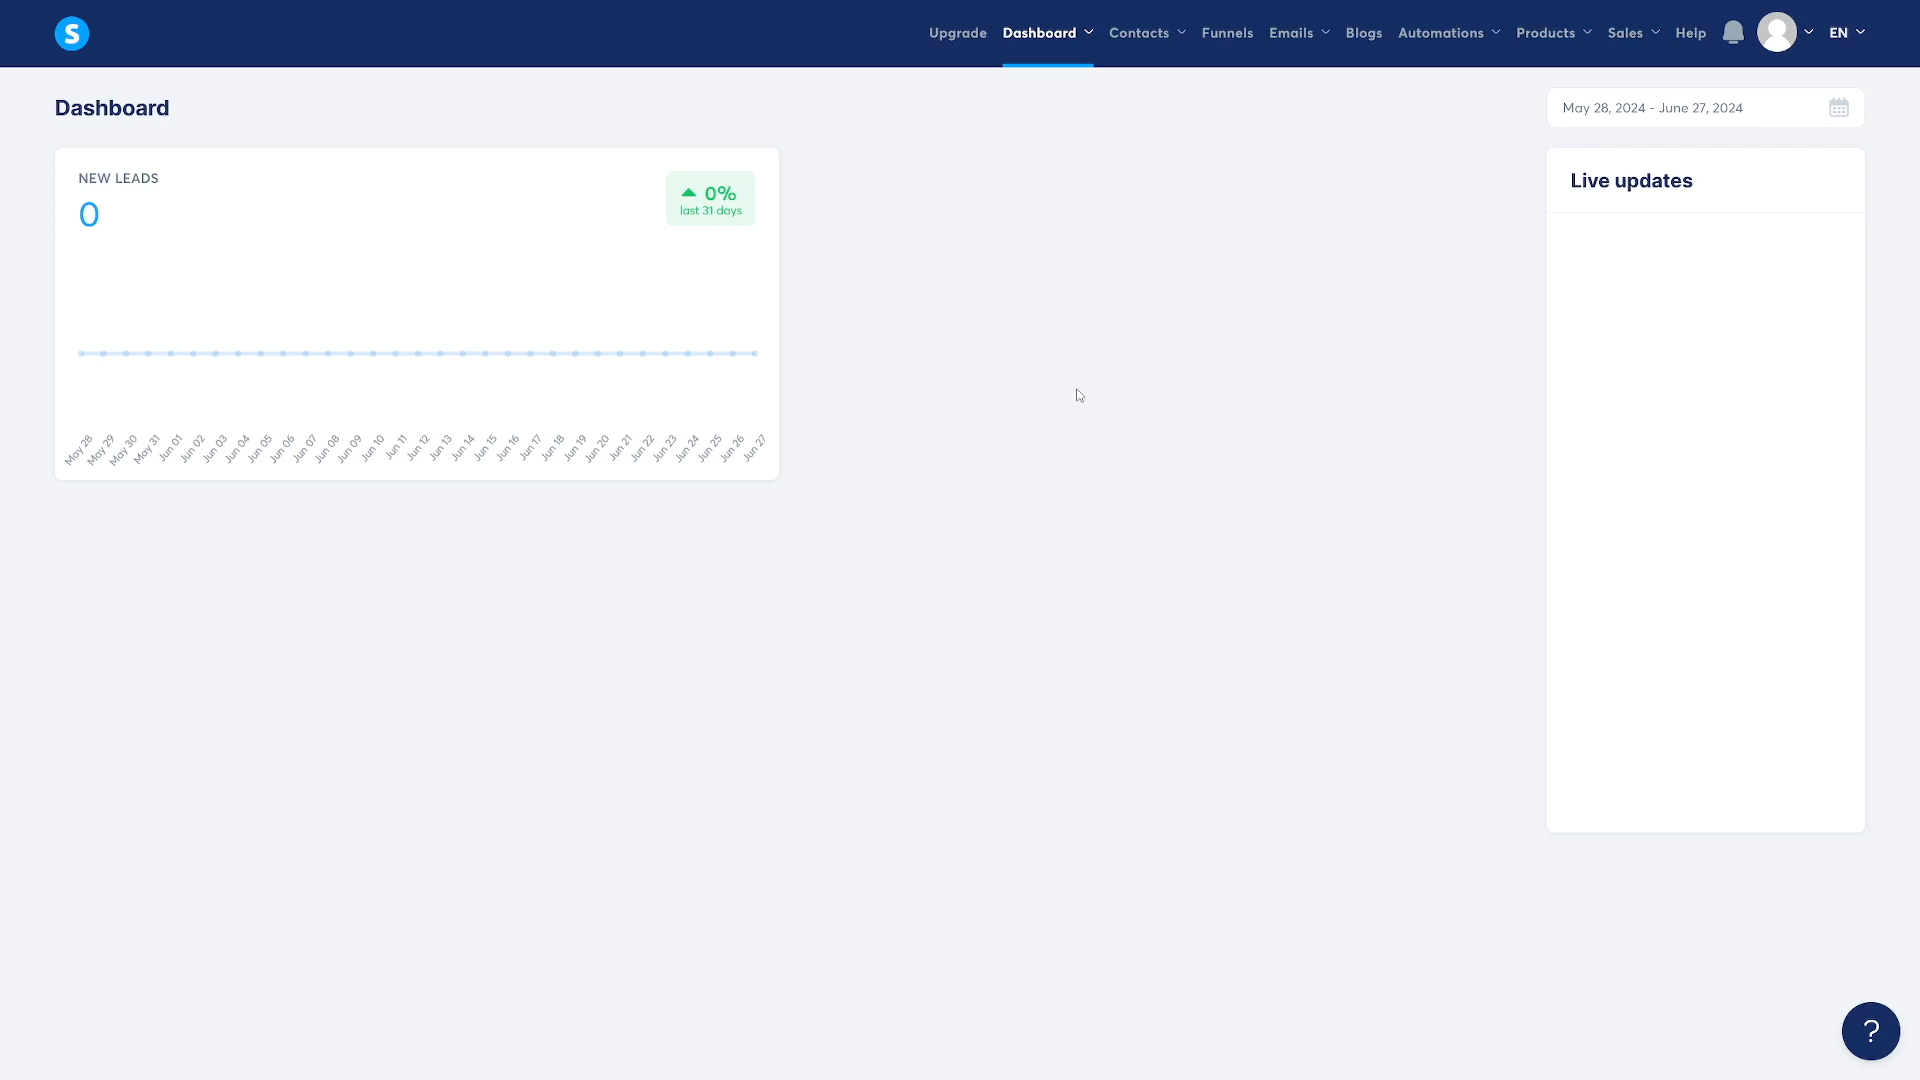 S
Upgrade Dashboard Contacts Funnels Emails Blogs Automations Products Sales Help EN
Dashboard
May 28, 2024 - June 27, 2024
NEW LEADS
0
0%
last 31 days
Live updates
May 28 May 29 May 30 May 31 Jun 01 Jun 02 Jun 03 Jun 04 Jun 05 Jun 06 Jun 07 Jun 08 Jun 09 Jun 10 Jun 11 Jun 12 Jun 13 Jun 14 Jun 15 Jun 16 Jun 17 Jun 18 Jun 19 Jun 20 Jun 21 Jun 22 Jun 23 Jun 24 Jun 25 Jun 26 Jun 27
?